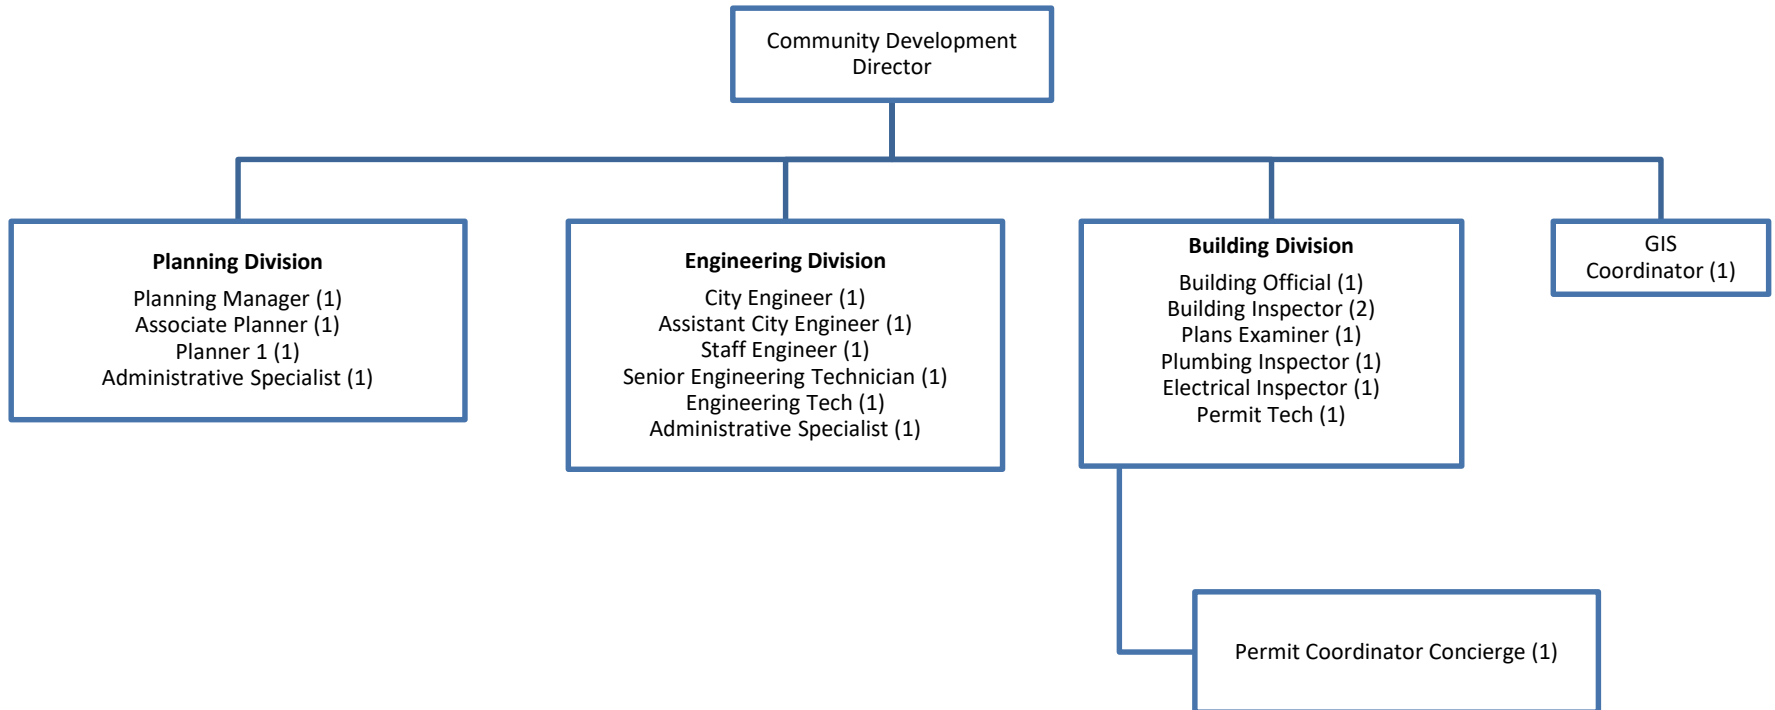 Community Development
Director
Planning Division
Planning Manager (1)
Associate Planner (1)
Planner 1 (1)
Administrative Specialist (1)
Engineering Division
City Engineer (1)
Assistant City Engineer (1)
Staff Engineer (1)
Senior Engineering Technician (1)
Engineering Tech (1)
Administrative Specialist (1)
Building Division
Building Official (1)
Building Inspector (2)
Plans Examiner (1)
Plumbing Inspector (1)
Electrical Inspector (1)
Permit Tech (1)
GIS
Coordinator (1)
Permit Coordinator Concierge (1)